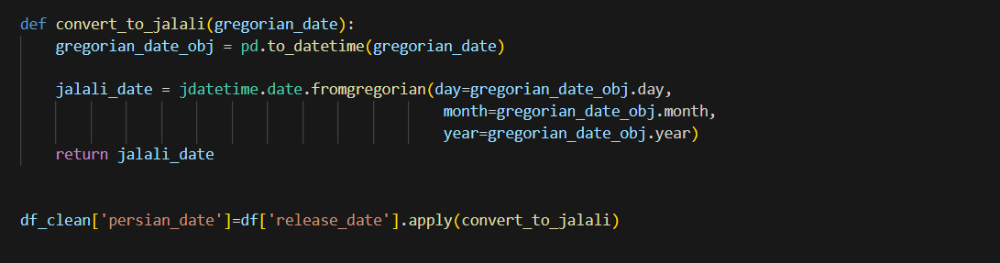 def convert_to_jalali(gregorian_date):
    gregorian_date_obj = pd.to_datetime(gregorian_date)

    jalali_date = jdatetime.date.fromgregorian(day=gregorian_date_obj.day,
                                                month=gregorian_date_obj.month,
                                                year=gregorian_date_obj.year)
    return jalali_date


df_clean['persian_date']=df['release_date'].apply(convert_to_jalali)